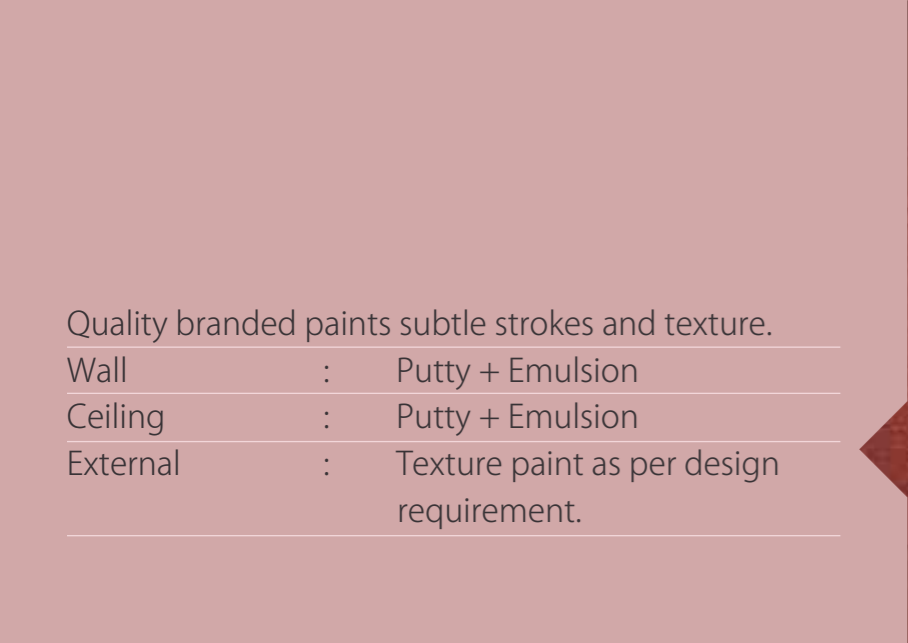 Quality branded paints subtle strokes and texture.
Wall : Putty + Emulsion
Ceiling : Putty + Emulsion
External : Texture paint as per design
requirement.